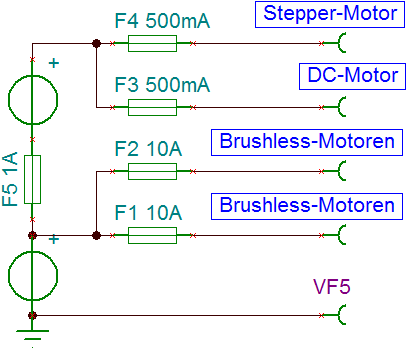 F4 500mA Stepper-Motor
F3 500mA DC-Motor
+
F5 1A
F2 10A Brushless-Motoren
F1 10A Brushless-Motoren
+
VF5